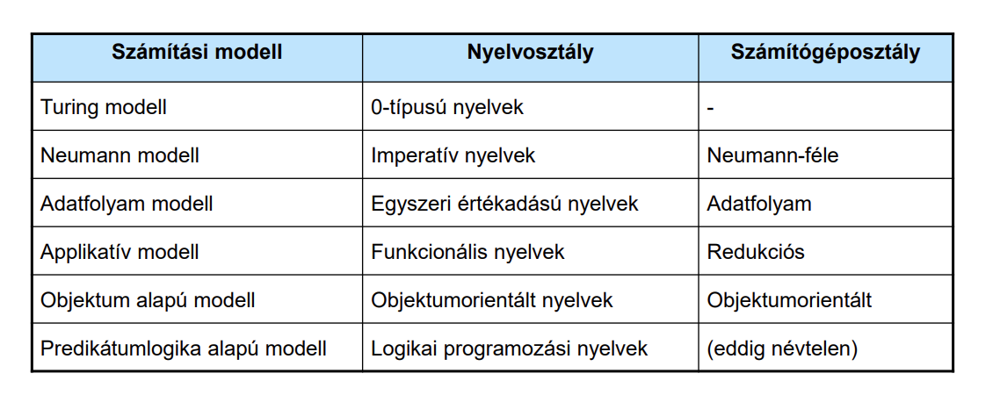 Számítási modell Nyelvosztály Számítógéposztály
Turing modell 0-típusú nyelvek -
Neumann modell Imperatív nyelvek Neumann-féle
Adatfolyam modell Egyszeri értékadású nyelvek Adatfolyam
Applikatív modell Funkcionális nyelvek Redukciós
Objektum alapú modell Objektumorientált nyelvek Objektumorientált
Predikátumlogika alapú modell Logikai programozási nyelvek (eddig névtelen)